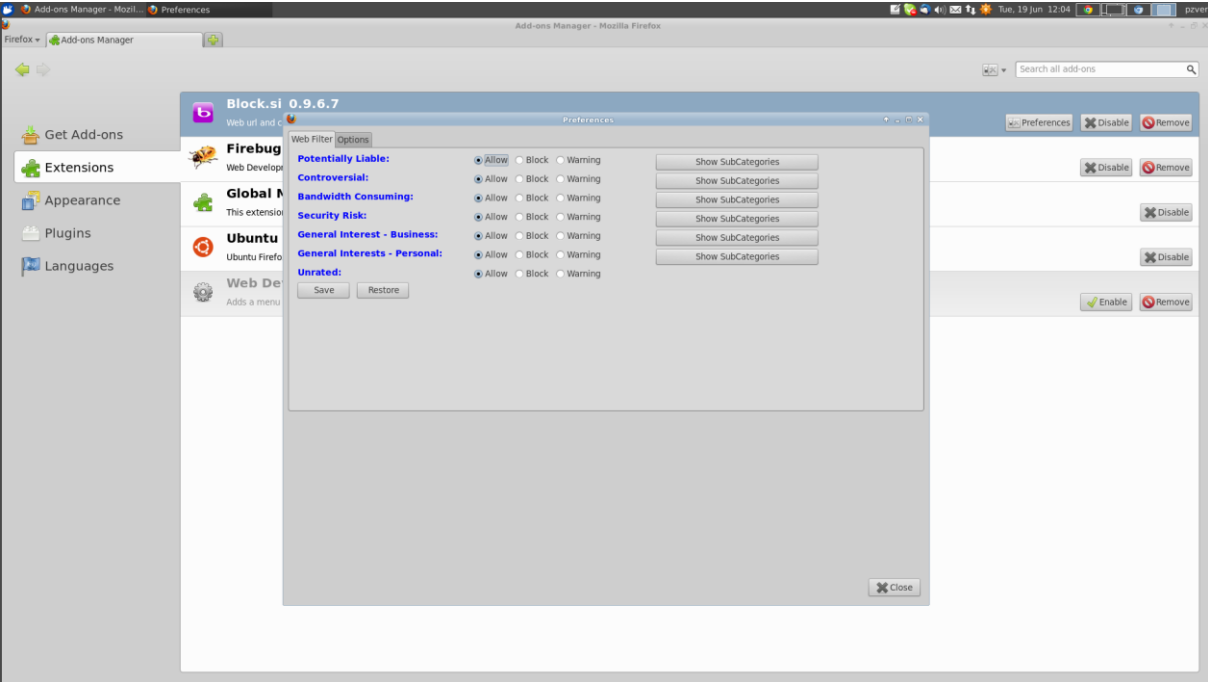 Add-ons Manager - Mozil... Preferences Tue, 19 Jun 12:04 pzver
Add-ons Manager - Mozilla Firefox
Firefox Add-ons Manager
Search all add-ons
Get Add-ons
Extensions
Appearance
Plugins
Languages
Block.si 0.9.6.7
Web url and c
Preferences Disable Remove
Firebug
Web Develop
Disable Remove
Global
This extensio
Disable
Ubuntu
Ubuntu Firefo
Disable
Web De
Adds a menu
Enable Remove
Preferences
Web Filter Options
Potentially Liable: Allow Block Warning Show SubCategories
Controversial: Allow Block Warning Show SubCategories
Bandwidth Consuming: Allow Block Warning Show SubCategories
Security Risk: Allow Block Warning Show SubCategories
General Interest - Business: Allow Block Warning Show SubCategories
General Interests - Personal: Allow Block Warning Show SubCategories
Unrated: Allow Block Warning
Save Restore
Close